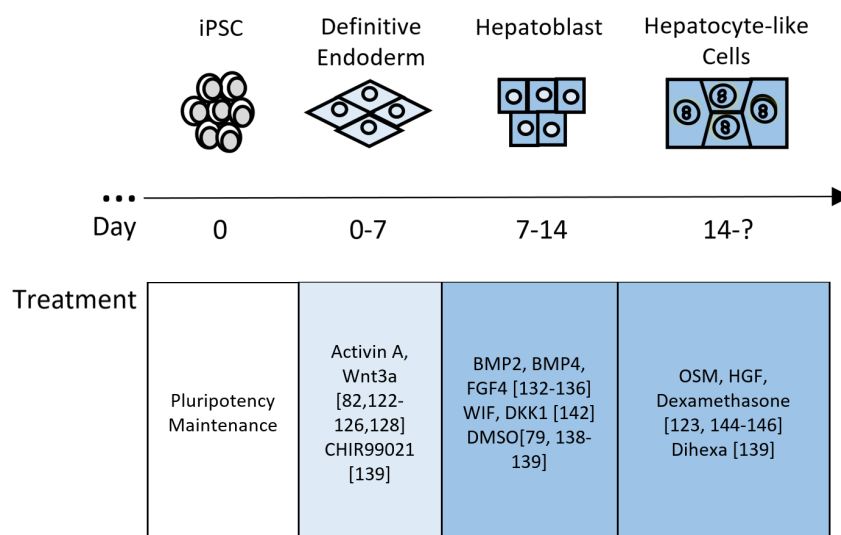 iPSC
Definitive
Endoderm
Hepatoblast
Hepatocyte-like
Cells
...
Day
0
0-7
7-14
14-?
Treatment
Pluripotency
Maintenance
Activin A,
Wnt3a
[82,122-
126,128]
CHIR99021
[139]
BMP2, BMP4,
FGF4 [132-136]
WIF, DKK1 [142]
DMSO[79, 138-
139]
OSM, HGF,
Dexamethasone
[123, 144-146]
Dihexa [139]